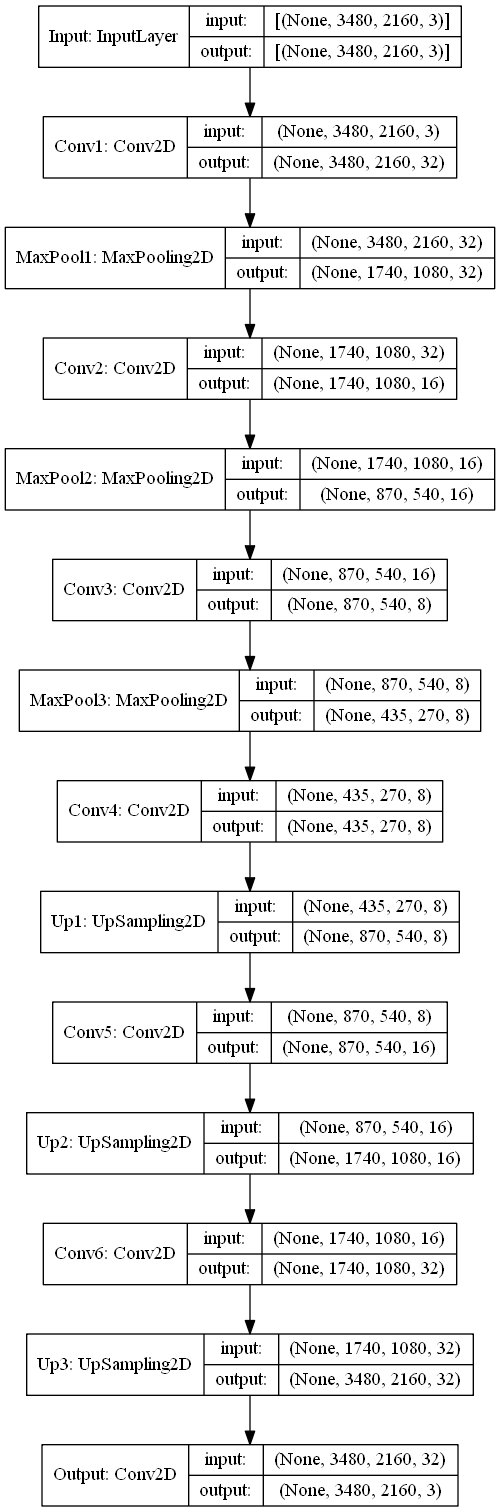 Input: InputLayer
input:
[(None, 3480, 2160, 3)]
output:
[(None, 3480, 2160, 3)]
Conv1: Conv2D
input:
(None, 3480, 2160, 3)
output:
(None, 3480, 2160, 32)
MaxPool1: MaxPooling2D
input:
(None, 3480, 2160, 32)
output:
(None, 1740, 1080, 32)
Conv2: Conv2D
input:
(None, 1740, 1080, 32)
output:
(None, 1740, 1080, 16)
MaxPool2: MaxPooling2D
input:
(None, 1740, 1080, 16)
output:
(None, 870, 540, 16)
Conv3: Conv2D
input:
(None, 870, 540, 16)
output:
(None, 870, 540, 8)
MaxPool3: MaxPooling2D
input:
(None, 870, 540, 8)
output:
(None, 435, 270, 8)
Conv4: Conv2D
input:
(None, 435, 270, 8)
output:
(None, 435, 270, 8)
Up1: UpSampling2D
input:
(None, 435, 270, 8)
output:
(None, 870, 540, 8)
Conv5: Conv2D
input:
(None, 870, 540, 8)
output:
(None, 870, 540, 16)
Up2: UpSampling2D
input:
(None, 870, 540, 16)
output:
(None, 1740, 1080, 16)
Conv6: Conv2D
input:
(None, 1740, 1080, 16)
output:
(None, 1740, 1080, 32)
Up3: UpSampling2D
input:
(None, 1740, 1080, 32)
output:
(None, 3480, 2160, 32)
Output: Conv2D
input:
(None, 3480, 2160, 32)
output:
(None, 3480, 2160, 3)